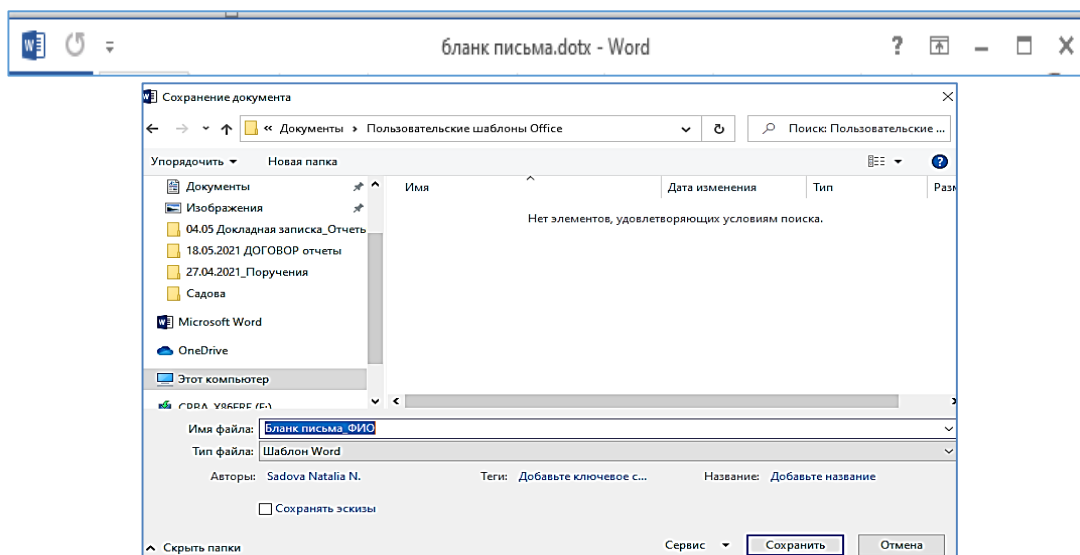 бланк письма.dotx - Word
Сохранение документа
« Документы › Пользовательские шаблоны Office
Поиск: Пользовательские ...
Упорядочить
Новая папка
Документы
Имя
Дата изменения
Тип
Разм
Изображения
Нет элементов, удовлетворяющих условиям поиска.
04.05 Докладная записка_Отчеть
18.05.2021 ДОГОВОР отчеты
27.04.2021_Поручения
Садова
Microsoft Word
OneDrive
Этот компьютер
Имя файла: Бланк письма_ФИО
Тип файла: Шаблон Word
Авторы: Sadova Natalia N. Теги: Добавьте ключевое с... Название: Добавьте название
Сохранять эскизы
Скрыть папки
Сервис
Сохранить
Отмена